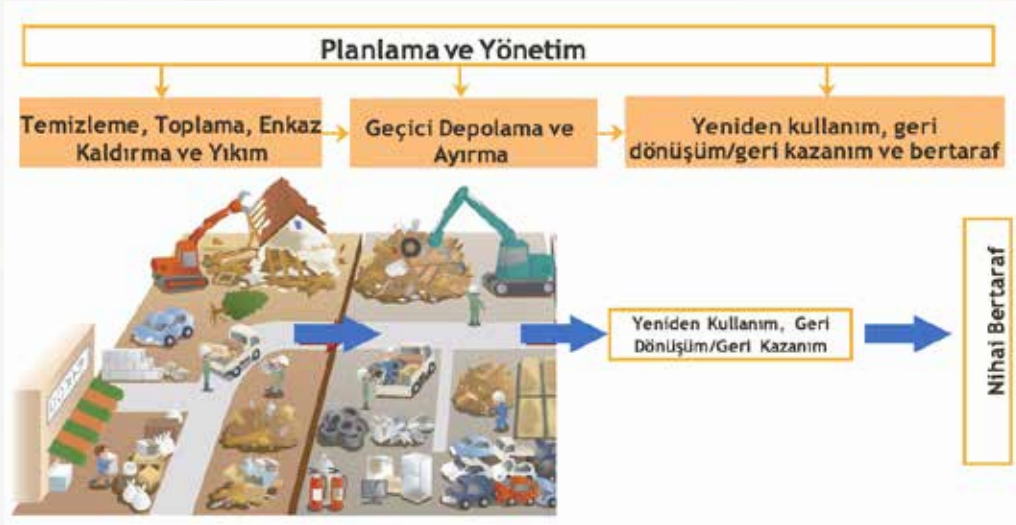 Planlama ve Yönetim
Temizleme, Toplama, Enkaz
Kaldırma ve Yıkım
Geçici Depolama ve
Ayırma
Yeniden kullanım, geri
dönüşüm/geri kazanım ve bertaraf
Yeniden Kullanım, Geri
Dönüşüm/Geri Kazanım
Nihai Bertaraf